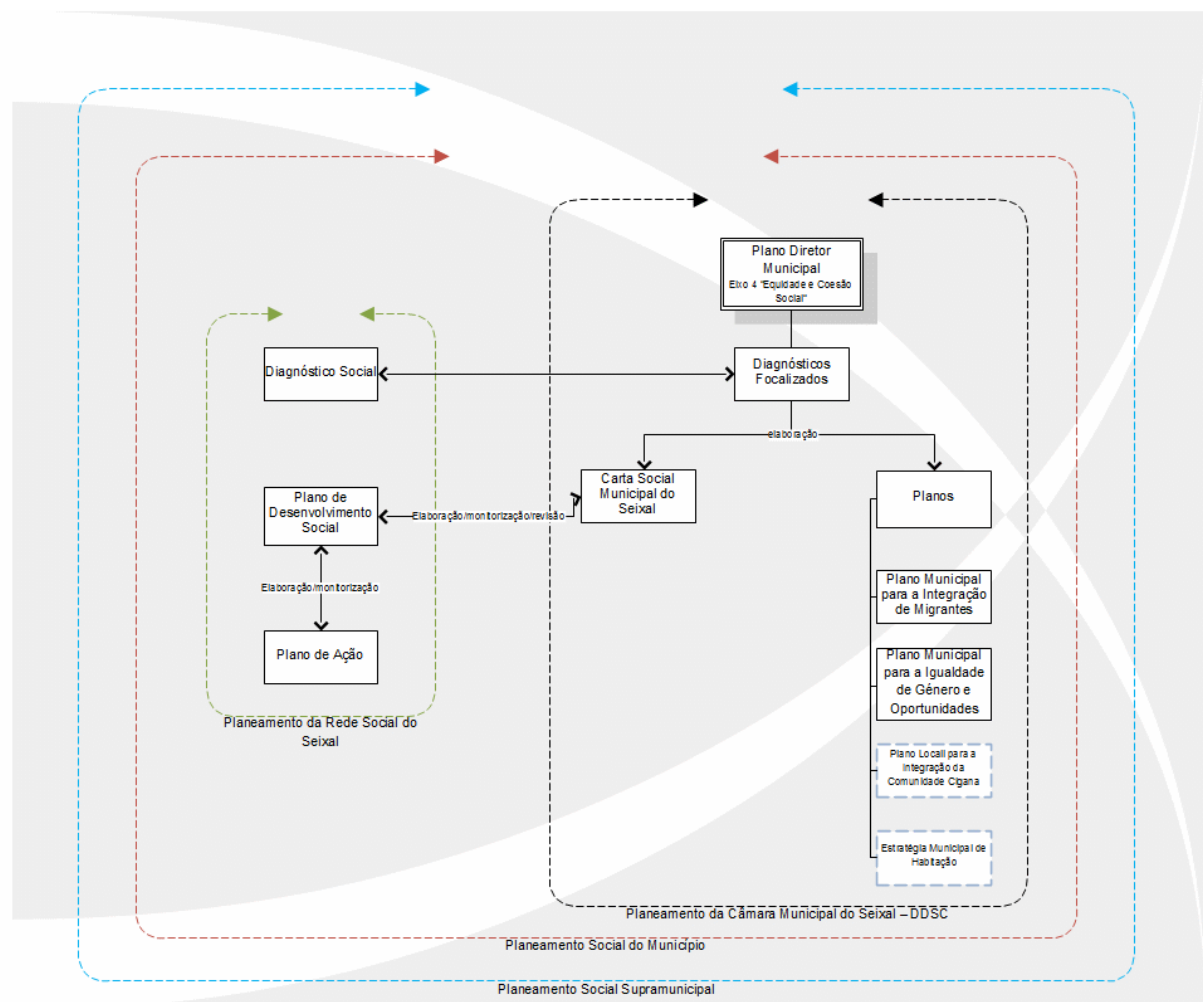 Plano Diretor
Municipal
Eixo 4 "Equidade e Coesão
Social"
Diagnóstico Social
Diagnósticos
Focalizados
elaboração
Carta Social
Municipal do
Seixal
Planos
Plano de
Desenvolvimento
Social
Elaboração/monitorização/revisão
Elaboração/monitorização
Plano de Ação
Plano Municipal
para a Integração
de Migrantes
Plano Municipal
para a Igualdade
de Género e
Oportunidades
Planeamento da Rede Social do
Seixal
Plano Locall para a
Integração da
Comunidade Cigana
Estratégia Municipal de
Habitação
Planeamento da Câmara Municipal do Seixal – DDSC
Planeamento Social do Município
Planeamento Social Supramunicipal